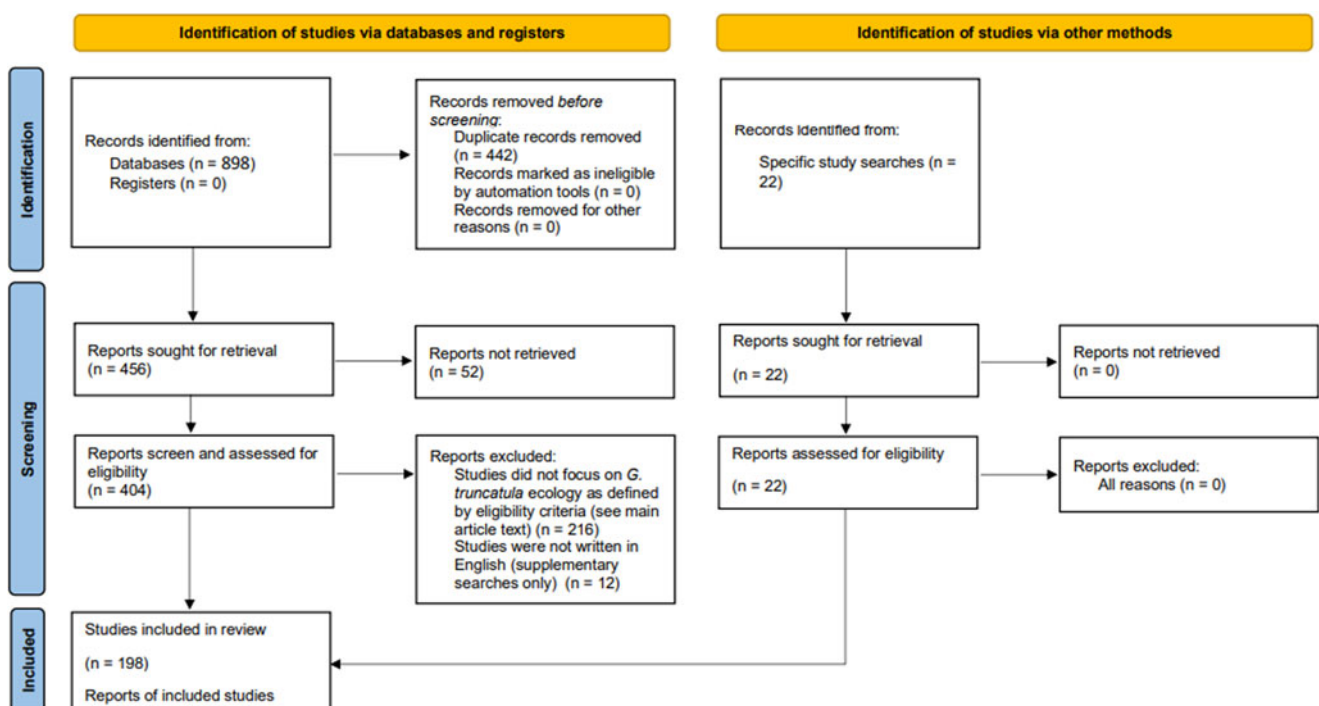 Identification of studies via databases and registers
Identification of studies via other methods
Identification
Records identified from:
Databases (n = 898)
Registers (n = 0)
Records removed before
screening:
Duplicate records removed
(n = 442)
Records marked as ineligible
by automation tools (n = 0)
Records removed for other
reasons (n = 0)
Records identified from:
Specific study searches (n =
22)
Screening
Reports sought for retrieval
(n = 456)
Reports not retrieved
(n = 52)
Reports sought for retrieval
(n = 22)
Reports not retrieved
(n = 0)
Reports screen and assessed for
eligibility
(n = 404)
Reports excluded:
Studies did not focus on G.
truncatula ecology as defined
by eligibility criteria (see main
article text) (n = 216)
Studies were not written in
English (supplementary
searches only) (n = 12)
Reports assessed for eligibility
(n = 22)
Reports excluded:
All reasons (n = 0)
Included
Studies included in review
(n = 198)
Reports of included studies